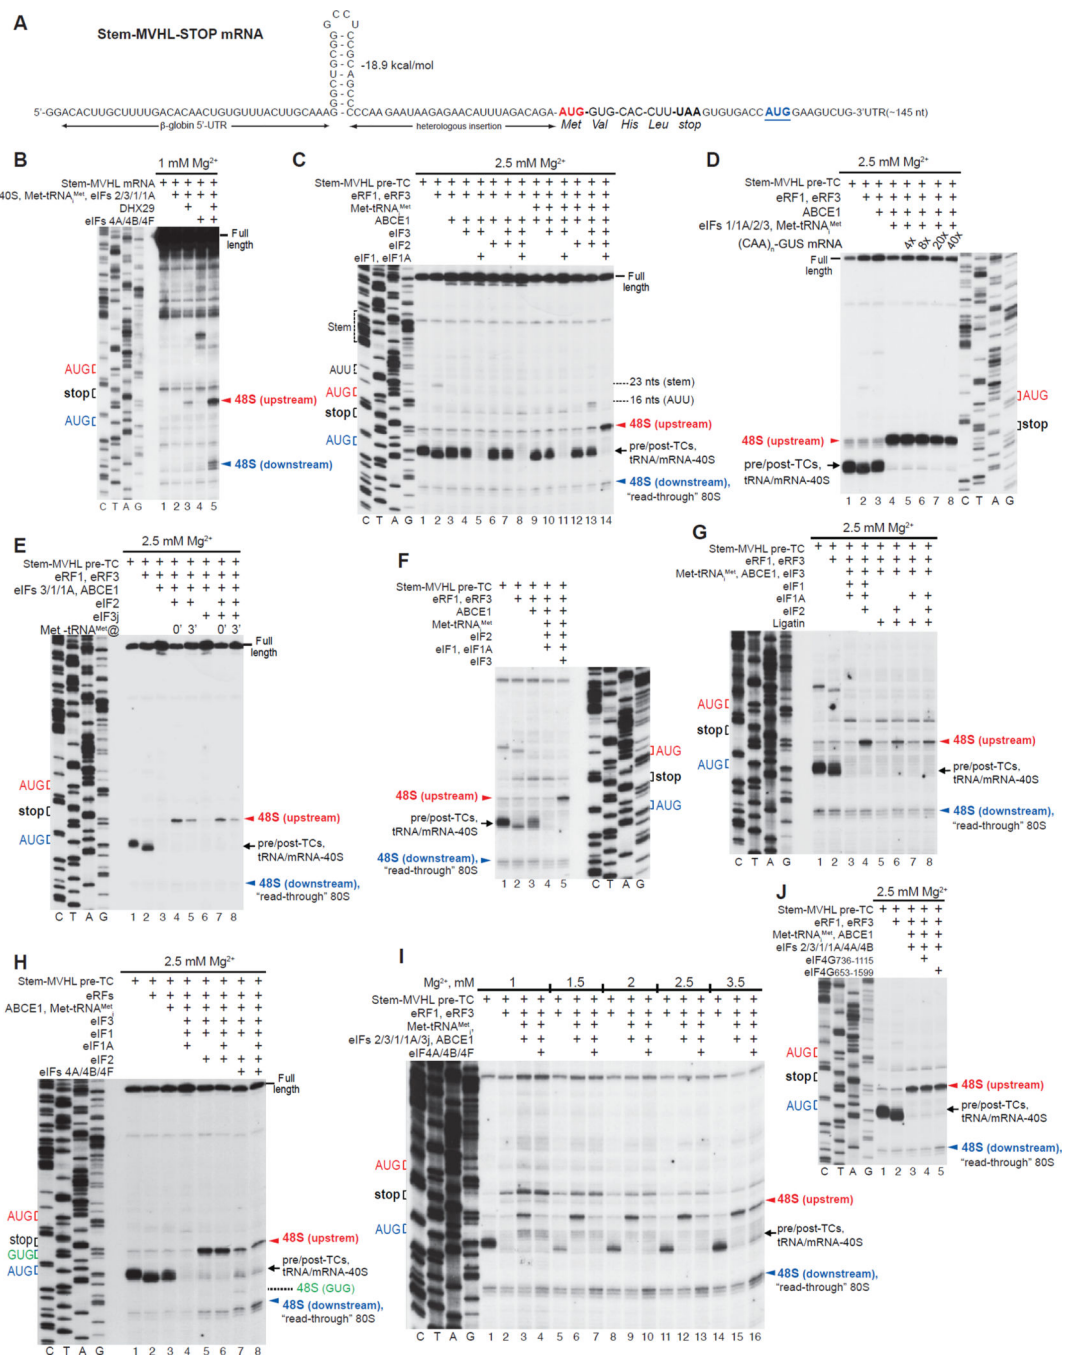 A
Stem-MVHL-STOP mRNA
-18.9 kcal/mol
5'-GGACACUUGCUUUUGACACAACUGUGUUUACUUGCAAAG-CCCAAGAAUAAGAGAACAUUUAGACAGA-AUG-GUG-CAC-CUU-UAAGUGUGACC AUG GAAGUCUG-3'UTR(~145 nt)
β-globin 5'-UTR
heterologous insertion
Met Val His Leu stop
B
1 mM Mg²⁺
Stem-MVHL mRNA
40S, Met-tRNAᵢᴹᵉᵗ, eIFs 2/3/1/1A
DHX29
eIFs 4A/4B/4F
Full length
AUG
stop
AUG
48S (upstream)
48S (downstream)
C T A G 1 2 3 4 5
C
2.5 mM Mg²⁺
Stem-MVHL pre-TC
eRF1, eRF3
Met-tRNAᵢᴹᵉᵗ
ABCE1
eIF3
eIF2
eIF1, eIF1A
Full length
Stem
AUU
AUG
stop
AUG
23 nts (stem)
16 nts (AUU)
48S (upstream)
pre/post-TCs,
tRNA/mRNA-40S
48S (downstream),
"read-through" 80S
C T A G 1 2 3 4 5 6 7 8 9 10 11 12 13 14
D
2.5 mM Mg²⁺
Stem-MVHL pre-TC
eRF1, eRF3
ABCE1
eIFs 1/1A/2/3, Met-tRNAᵢᴹᵉᵗ
(CAA)n-GUS mRNA
4x 8x 20x 40x
Full length
AUG
stop
48S (upstream)
pre/post-TCs,
tRNA/mRNA-40S
1 2 3 4 5 6 7 8 C T A G
E
2.5 mM Mg²⁺
Stem-MVHL pre-TC
eRF1, eRF3
eIFs 3/1/1A, ABCE1
eIF2
eIF3j
Met -tRNAᴹᵉᵗ@
0' 3' 0' 3'
Full length
AUG
stop
AUG
48S (upstream)
pre/post-TCs,
tRNA/mRNA-40S
48S (downstream),
"read-through" 80S
C T A G 1 2 3 4 5 6 7 8
F
Stem-MVHL pre-TC
eRF1, eRF3
ABCE1
Met-tRNAᵢᴹᵉᵗ
eIF2
eIF1, eIF1A
eIF3
AUG
stop
AUG
48S (upstream)
pre/post-TCs,
tRNA/mRNA-40S
48S (downstream),
"read-through" 80S
1 2 3 4 5 C T A G
G
2.5 mM Mg²⁺
Stem-MVHL pre-TC
eRF1, eRF3
Met-tRNAᵢᴹᵉᵗ, ABCE1, eIF3
eIF1
eIF1A
eIF2
Ligatin
AUG
stop
AUG
48S (upstream)
pre/post-TCs,
tRNA/mRNA-40S
48S (downstream),
"read-through" 80S
C T A G 1 2 3 4 5 6 7 8
H
2.5 mM Mg²⁺
Stem-MVHL pre-TC
eRFs
ABCE1, Met-tRNAᵢᴹᵉᵗ
eIF3
eIF1
eIF1A
eIF2
eIFs 4A/4B/4F
Full length
AUG
stop
GUG
AUG
48S (upstrem)
pre/post-TCs,
tRNA/mRNA-40S
48S (GUG)
48S (downstream),
"read-through" 80S
C T A G 1 2 3 4 5 6 7 8
I
Mg²⁺, mM 1 1.5 2 2.5 3.5
Stem-MVHL pre-TC
eRF1, eRF3
Met-tRNAᵢᴹᵉᵗ,
eIFs 2/3/1/1A/3j, ABCE1
eIF4A/4B/4F
AUG
stop
AUG
48S (upstrem)
pre/post-TCs,
tRNA/mRNA-40S
48S (downstream),
"read-through" 80S
C T A G 1 2 3 4 5 6 7 8 9 10 11 12 13 14 15 16
J
2.5 mM Mg²⁺
Stem-MVHL pre-TC
eRF1, eRF3
Met-tRNAᵢᴹᵉᵗ, ABCE1
eIFs 2/3/1/1A/4A/4B
eIF4G736-1115
eIF4G653-1599
AUG
stop
AUG
48S (upstream)
pre/post-TCs,
tRNA/mRNA-40S
48S (downstream),
"read-through" 80S
C T A G 1 2 3 4 5